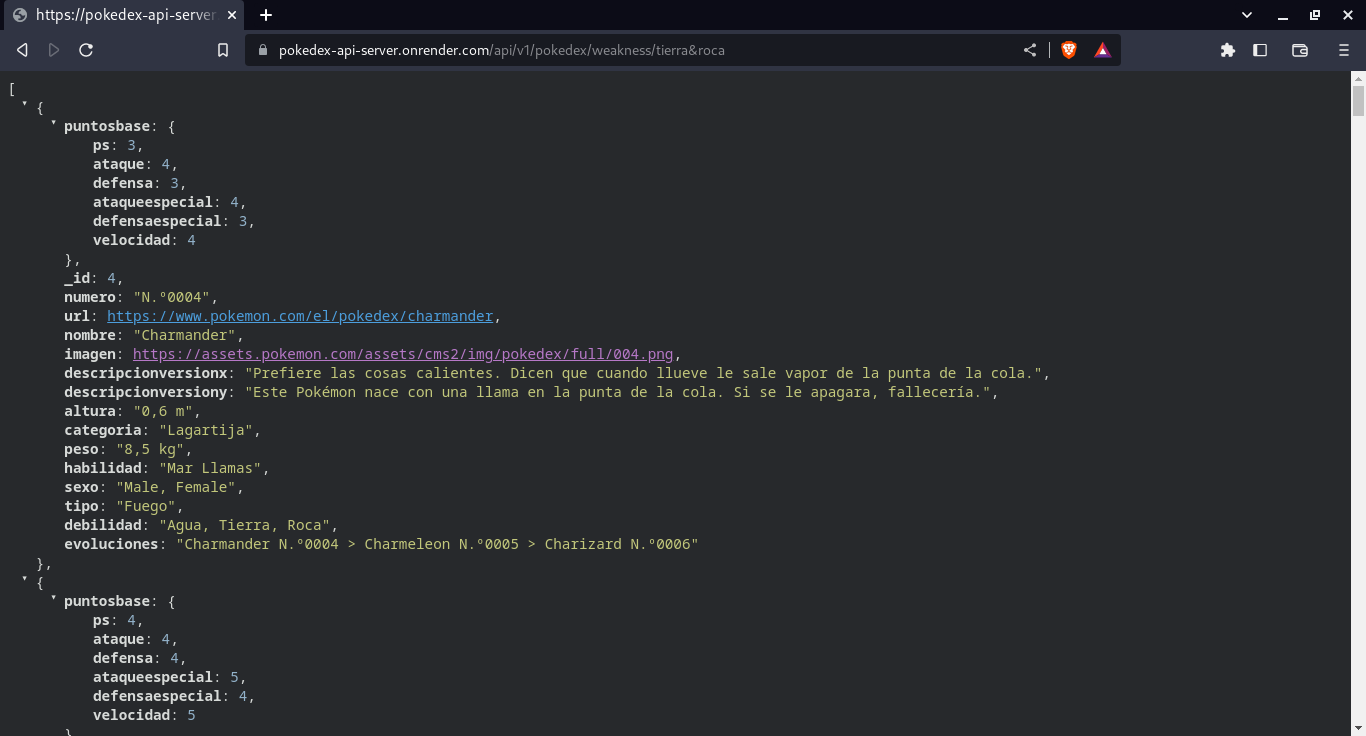 https://pokedex-api-server
pokedex-api-server.onrender.com/api/v1/pokedex/weakness/tierra&roca
[
{
puntosbase: {
ps: 3,
ataque: 4,
defensa: 3,
ataqueespecial: 4,
defensaespecial: 3,
velocidad: 4
},
_id: 4,
numero: "N.º0004",
url: https://www.pokemon.com/el/pokedex/charmander,
nombre: "Charmander",
imagen: https://assets.pokemon.com/assets/cms2/img/pokedex/full/004.png,
descripcionversionx: "Prefiere las cosas calientes. Dicen que cuando llueve le sale vapor de la punta de la cola.",
descripcionversiony: "Este Pokémon nace con una llama en la punta de la cola. Si se le apagara, fallecería.",
altura: "0,6 m",
categoria: "Lagartija",
peso: "8,5 kg",
habilidad: "Mar Llamas",
sexo: "Male, Female",
tipo: "Fuego",
debilidad: "Agua, Tierra, Roca",
evoluciones: "Charmander N.º0004 > Charmeleon N.º0005 > Charizard N.º0006"
},
{
puntosbase: {
ps: 4,
ataque: 4,
defensa: 4,
ataqueespecial: 5,
defensaespecial: 4,
velocidad: 5
}